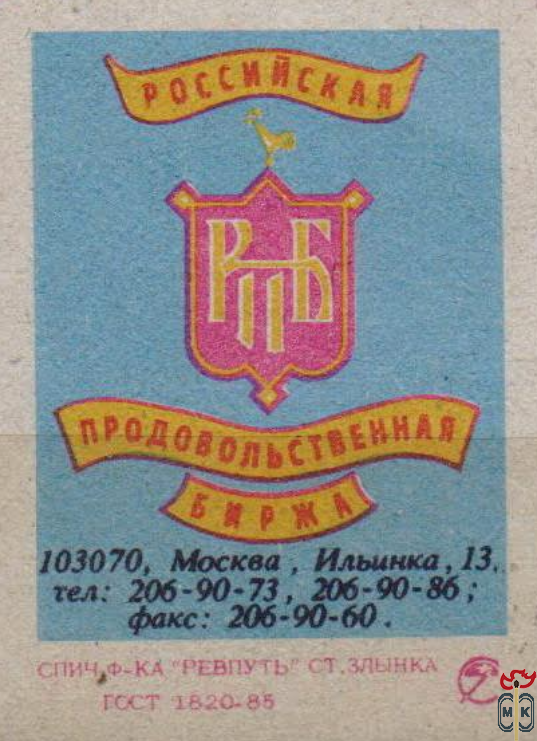 РОССИЙСКАЯ
РПБ
ПРОДОВОЛЬСТВЕННАЯ
БИРЖА
103070, Москва, Ильинка, 13.
тел: 206-90-73, 206-90-86;
факс: 206-90-60.
СПИЧ.Ф-КА "РЕВПУТЬ" СТ.ЗЛЫНКА
ГОСТ 1820-85
МК